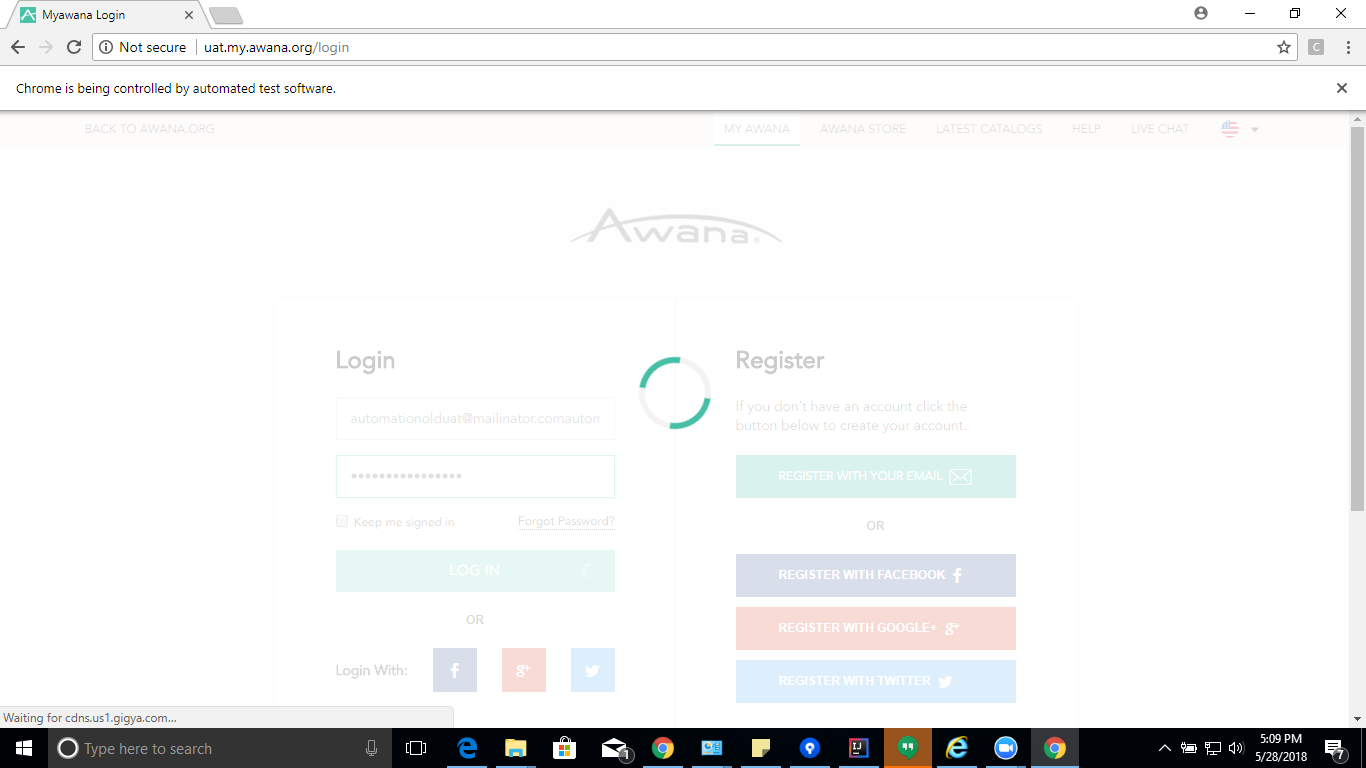 Myawana Login
Not secure uat.my.awana.org/login
C
Chrome is being controlled by automated test software.
BACK TO AWANA.ORG MY AWANA AWANA STORE LATEST CATALOGS HELP LIVE CHAT
AWANA®
Login
automationolduat@mailinator.comauton
••••••••••••••••
Keep me signed in Forgot Password?
LOG IN
OR
Login With: f g+
Register
If you don't have an account click the
button below to create your account.
REGISTER WITH YOUR EMAIL
OR
REGISTER WITH FACEBOOK f
REGISTER WITH GOOGLE+ g+
REGISTER WITH TWITTER
Waiting for cdns.us1.gigya.com...
Type here to search
1
IJ
5:09 PM
5/28/2018
7